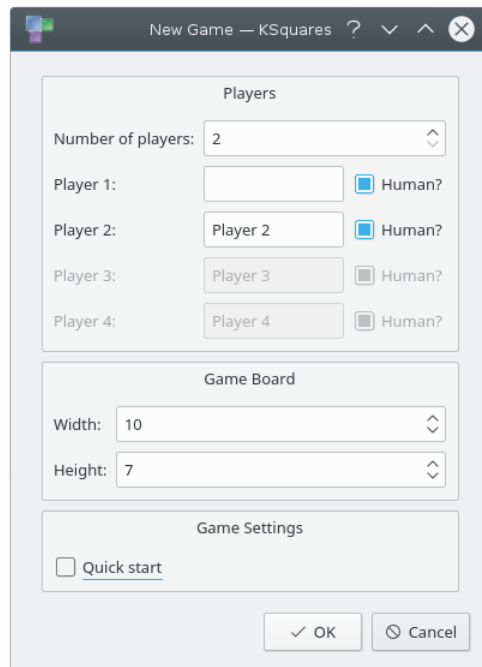 New Game — KSquares
Players
Number of players: 2
Player 1: Human?
Player 2: Player 2 Human?
Player 3: Player 3 Human?
Player 4: Player 4 Human?
Game Board
Width: 10
Height: 7
Game Settings
Quick start
OK Cancel